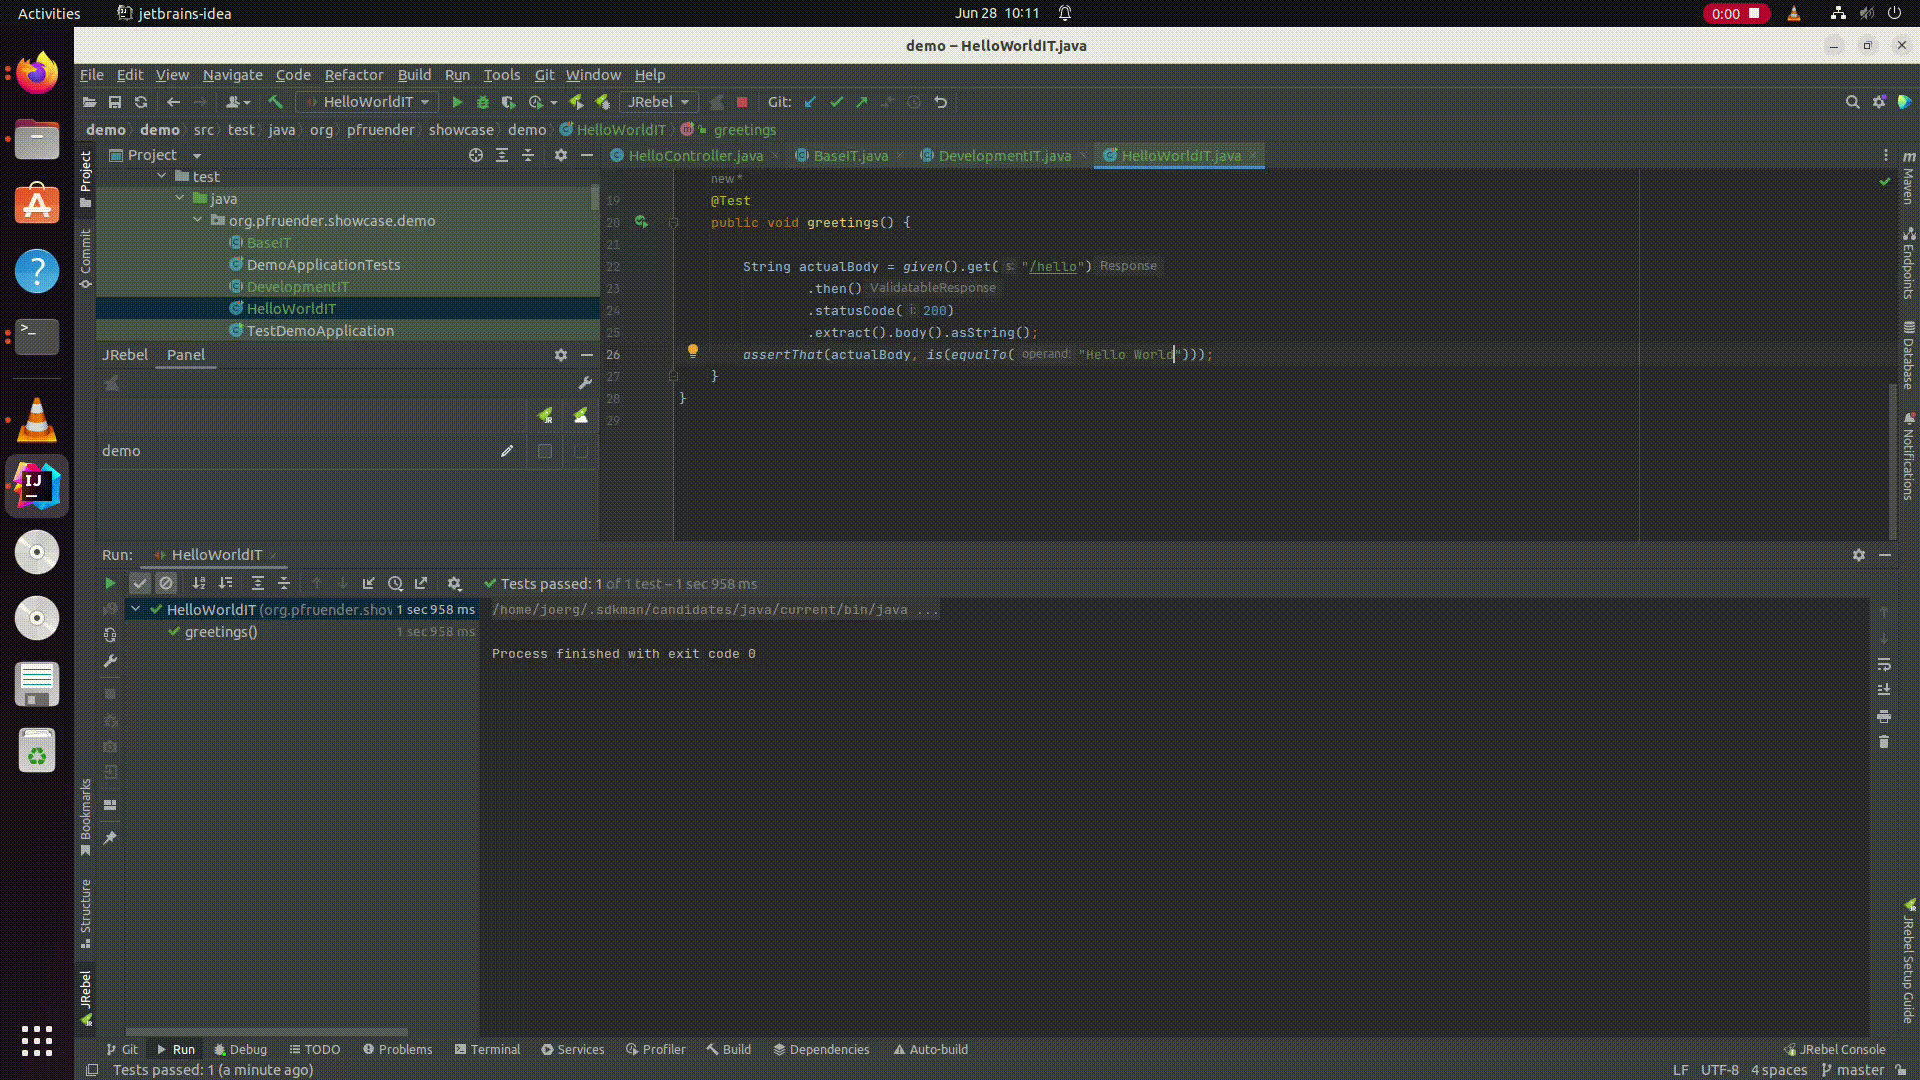 Activities
jetbrains-idea
Jun 28 10:11
0:00
demo – HelloWorldIT.java
File Edit View Navigate Code Refactor Build Run Tools Git Window Help
HelloWorldIT
JRebel
Git:
demo demo src test java org pfruender showcase demo HelloWorldIT greetings
Project
HelloController.java
BaseIT.java
DevelopmentIT.java
HelloWorldIT.java
Project
Commit
test
java
org.pfruender.showcase.demo
BaseIT
DemoApplicationTests
DevelopmentIT
HelloWorldIT
TestDemoApplication
JRebel Panel
demo
new *
19 @Test
20 public void greetings() {
21
22 String actualBody = given().get( s: "/hello") Response
23 .then() ValidatableResponse
24 .statusCode( i: 200)
25 .extract().body().asString();
26 assertThat(actualBody, is(equalTo( operand: "Hello World")));
27 }
28 }
29
m
Maven
Endpoints
Database
Notifications
Run: HelloWorldIT
Tests passed: 1 of 1 test – 1 sec 958 ms
HelloWorldIT (org.pfruender.shov 1 sec 958 ms
greetings() 1 sec 958 ms
/home/joerg/.sdkman/candidates/java/current/bin/java ...
Process finished with exit code 0
Bookmarks
Structure
JRebel
JRebel Setup Guide
Git Run Debug TODO Problems Terminal Services Profiler Build Dependencies Auto-build
JRebel Console
Tests passed: 1 (a minute ago)
LF UTF-8 4 spaces master